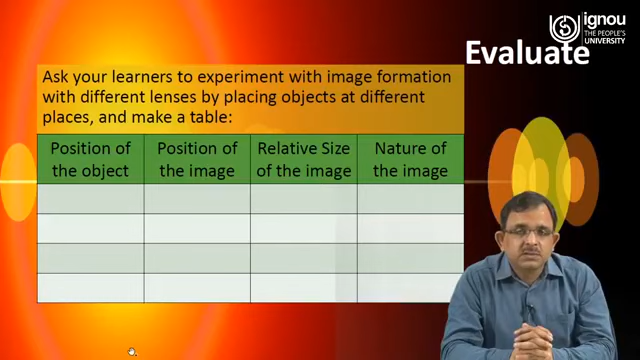 ignou
THE PEOPLE'S
UNIVERSITY
Evaluate
Ask your learners to experiment with image formation
with different lenses by placing objects at different
places, and make a table:
Position of the object
Position of the image
Relative Size of the image
Nature of the image